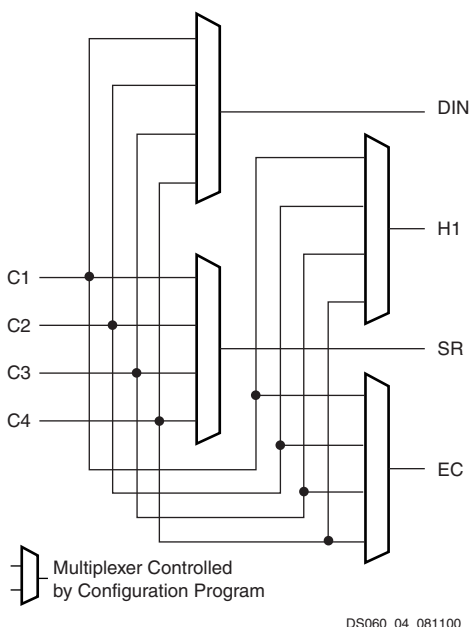 DIN
H1
C1
C2
SR
C3
C4
EC
Multiplexer Controlled
by Configuration Program
DS060_04_081100